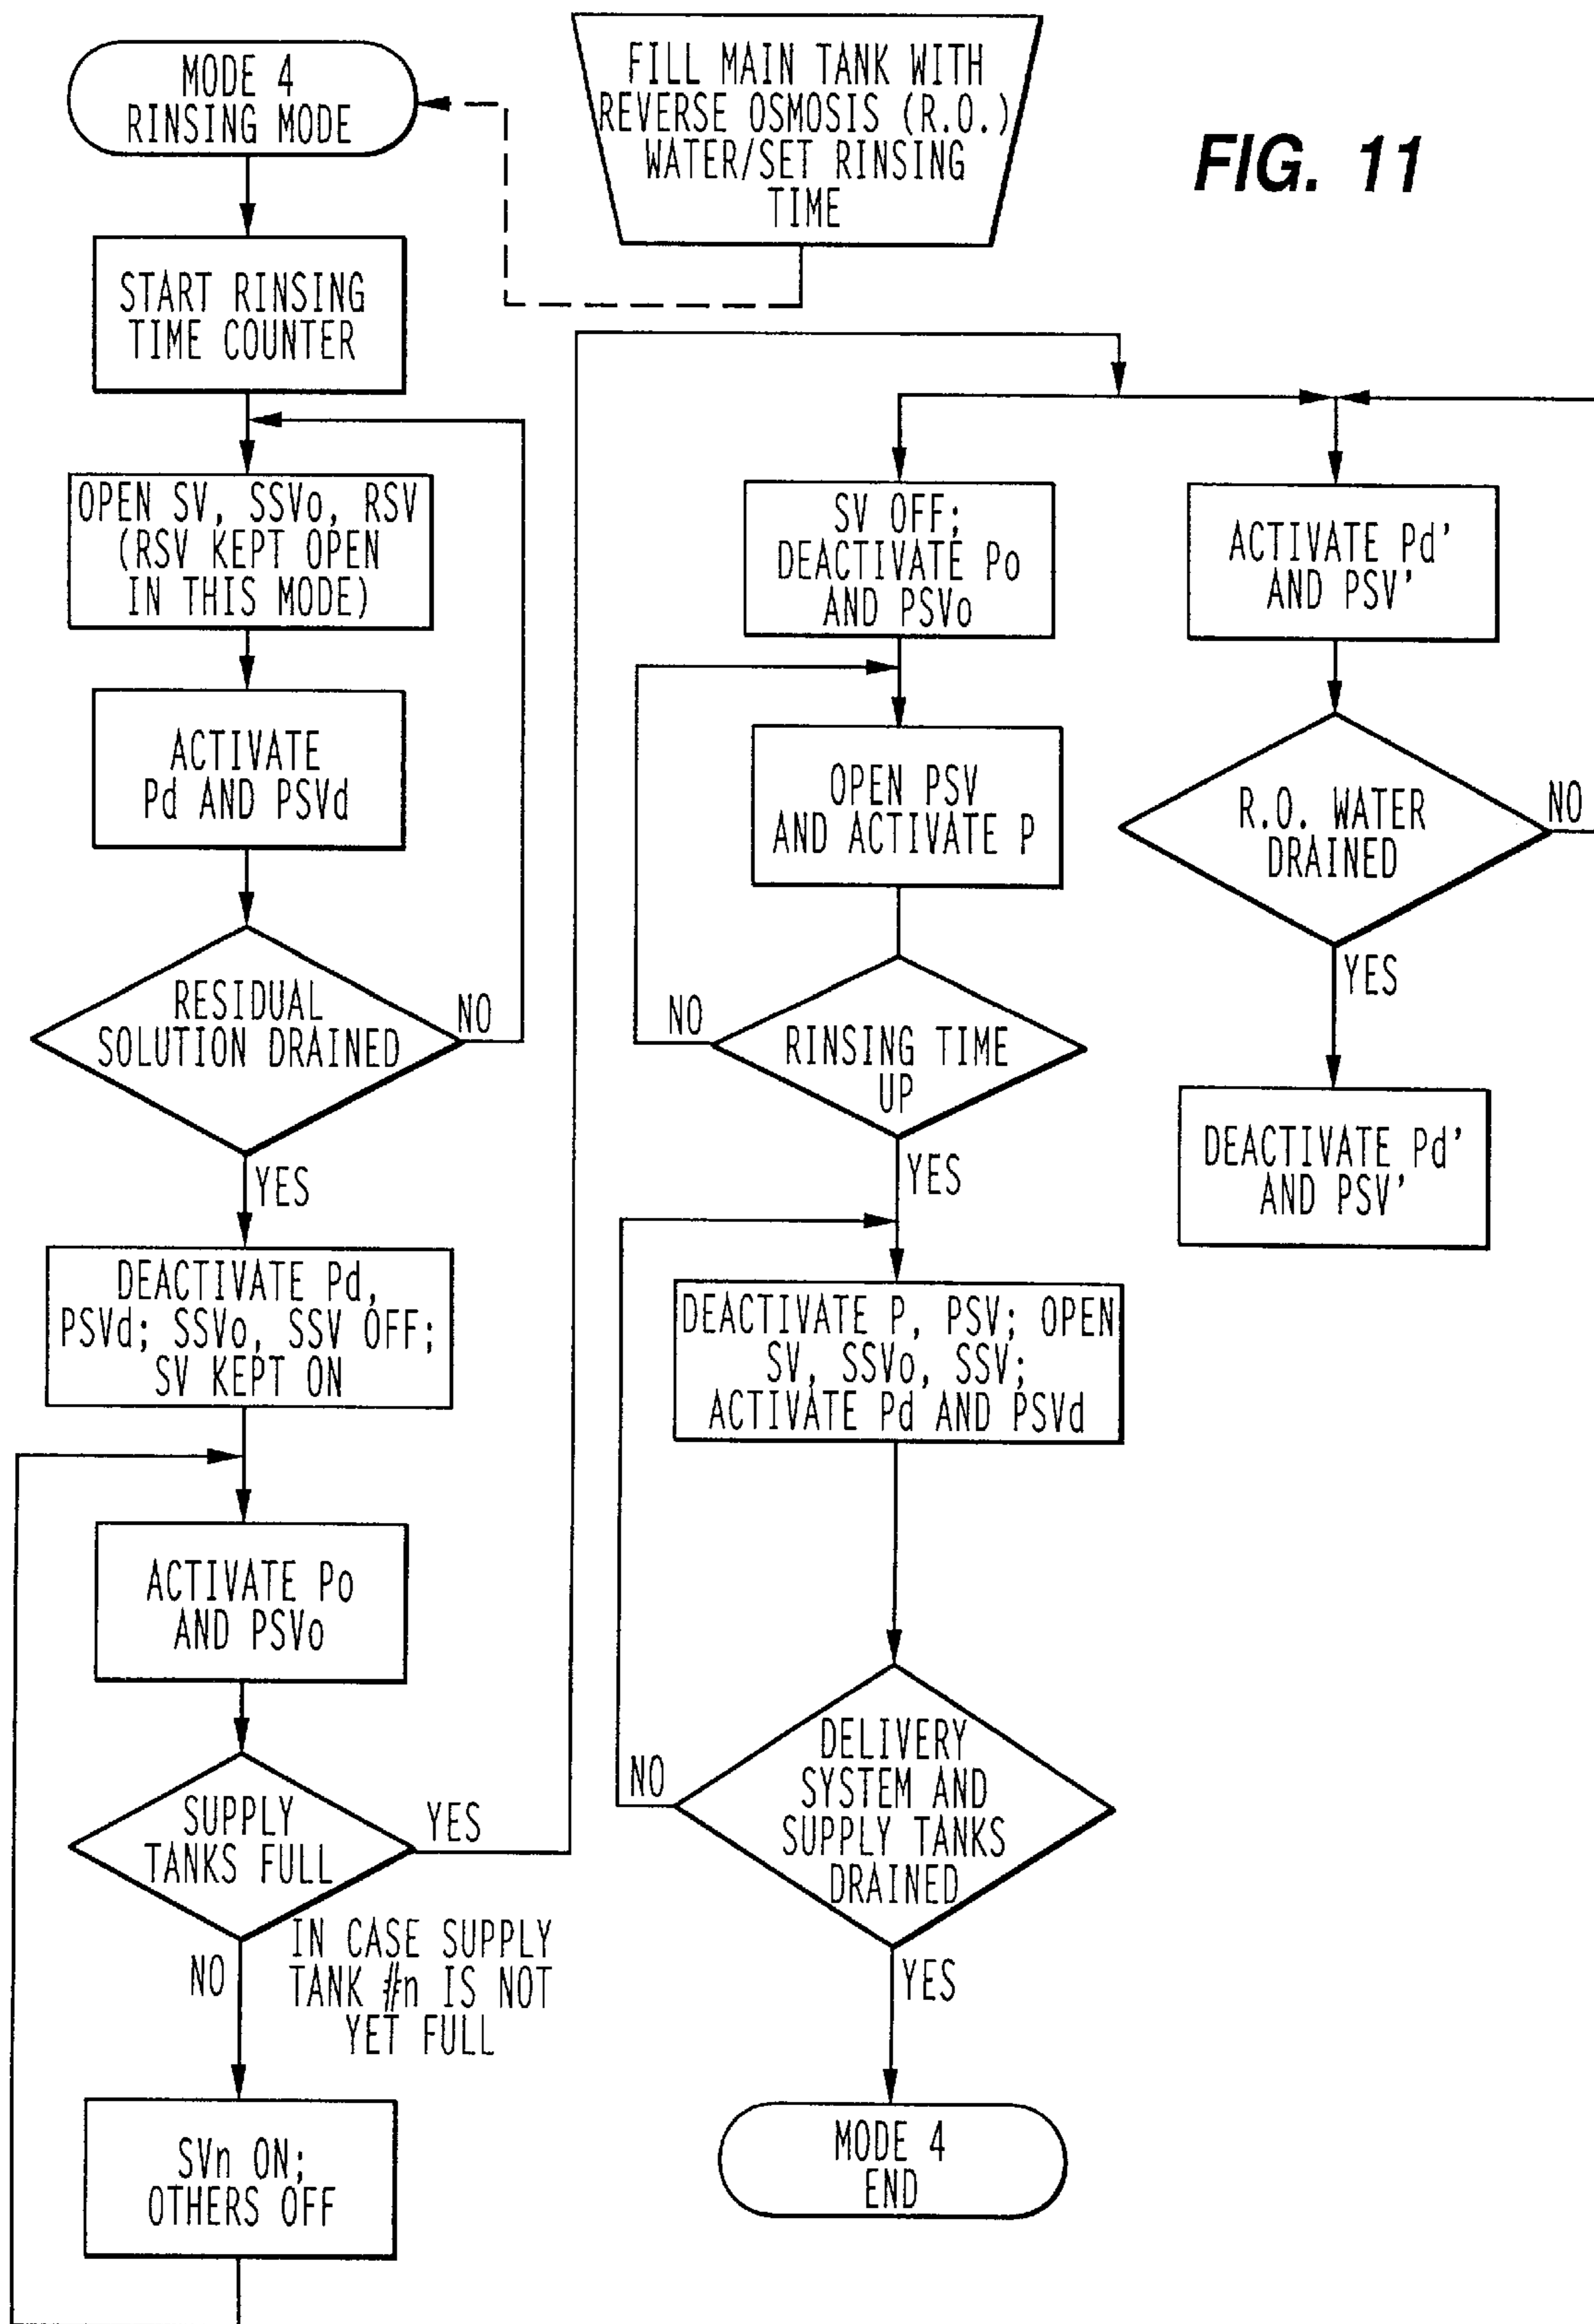 MODE 4
RINSING MODE
FILL MAIN TANK WITH
REVERSE OSMOSIS (R.O.)
WATER/SET RINSING
TIME
FIG. 11
START RINSING
TIME COUNTER
OPEN SV, SSVo, RSV
(RSV KEPT OPEN
IN THIS MODE)
ACTIVATE
Pd AND PSVd
RESIDUAL
SOLUTION DRAINED
NO
YES
DEACTIVATE Pd,
PSVd; SSVo, SSV OFF;
SV KEPT ON
ACTIVATE Po
AND PSVo
SUPPLY
TANKS FULL
YES
NO
IN CASE SUPPLY
TANK #n IS NOT
YET FULL
SVn ON;
OTHERS OFF
SV OFF;
DEACTIVATE Po
AND PSVo
OPEN PSV
AND ACTIVATE P
NO
RINSING TIME
UP
YES
DEACTIVATE P, PSV; OPEN
SV, SSVo, SSV;
ACTIVATE Pd AND PSVd
NO
DELIVERY
SYSTEM AND
SUPPLY TANKS
DRAINED
YES
MODE 4
END
ACTIVATE Pd'
AND PSV'
R.O. WATER
DRAINED
NO
YES
DEACTIVATE Pd'
AND PSV'